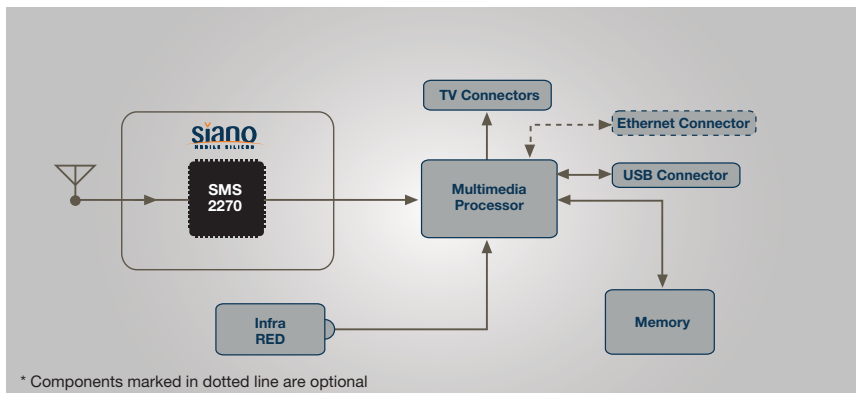 TV Connectors
Ethernet Connector
siano
MOBILE SILICON
SMS
2270
Multimedia
Processor
USB Connector
Infra
RED
Memory
* Components marked in dotted line are optional